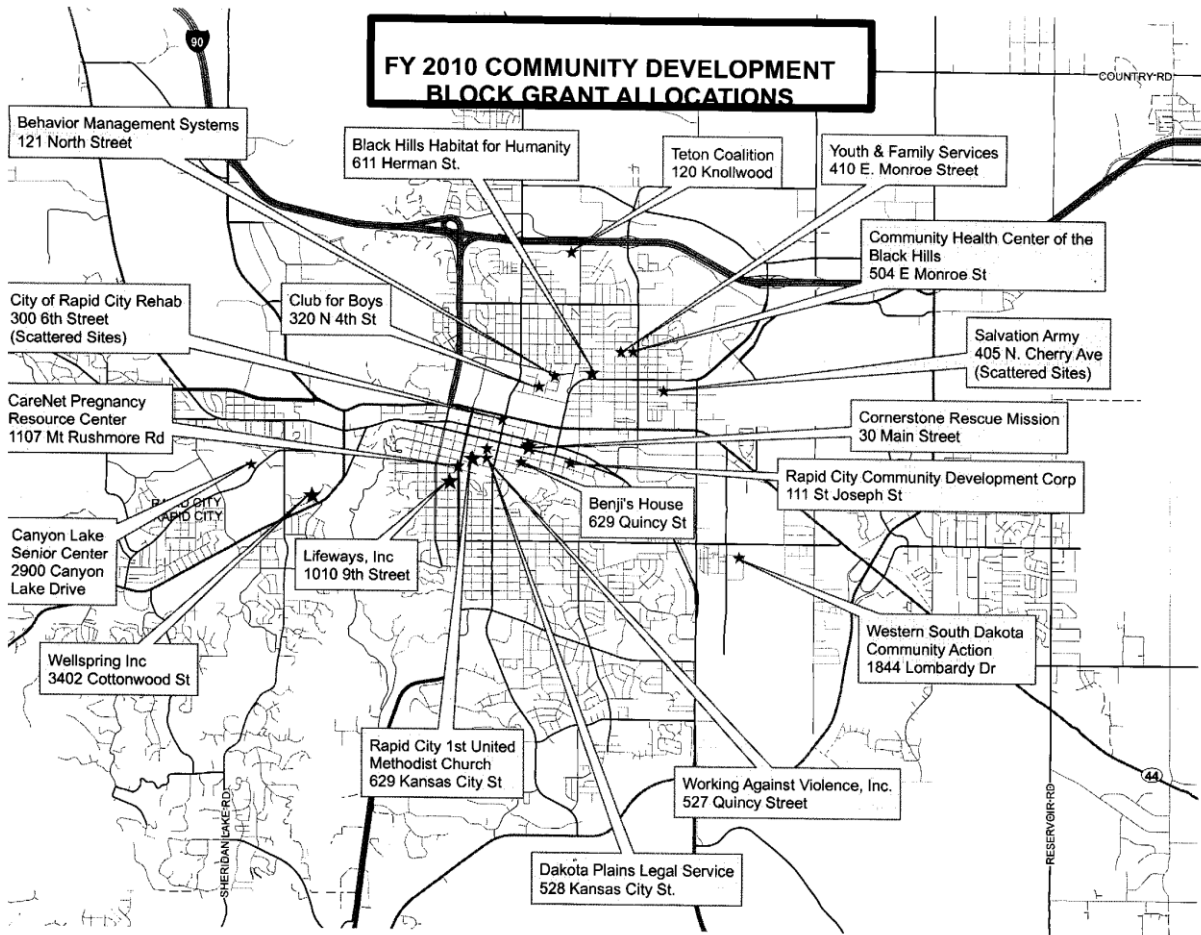 90
FY 2010 COMMUNITY DEVELOPMENT
BLOCK GRANT ALLOCATIONS
COUNTRY RD
Behavior Management Systems
121 North Street
Black Hills Habitat for Humanity
611 Herman St.
Teton Coalition
120 Knollwood
Youth & Family Services
410 E. Monroe Street
Community Health Center of the
Black Hills
504 E Monroe St
City of Rapid City Rehab
300 6th Street
(Scattered Sites)
Club for Boys
320 N 4th St
Salvation Army
405 N. Cherry Ave
(Scattered Sites)
CareNet Pregnancy
Resource Center
1107 Mt Rushmore Rd
Cornerstone Rescue Mission
30 Main Street
Rapid City Community Development Corp
111 St Joseph St
Benji's House
629 Quincy St
RAPID CITY
RAPID CITY
Canyon Lake
Senior Center
2900 Canyon
Lake Drive
Lifeways, Inc
1010 9th Street
Western South Dakota
Community Action
1844 Lombardy Dr
Wellspring Inc
3402 Cottonwood St
Rapid City 1st United
Methodist Church
629 Kansas City St
Working Against Violence, Inc.
527 Quincy Street
44
SHERIDAN LAKE RD
RESERVOIR RD
Dakota Plains Legal Service
528 Kansas City St.